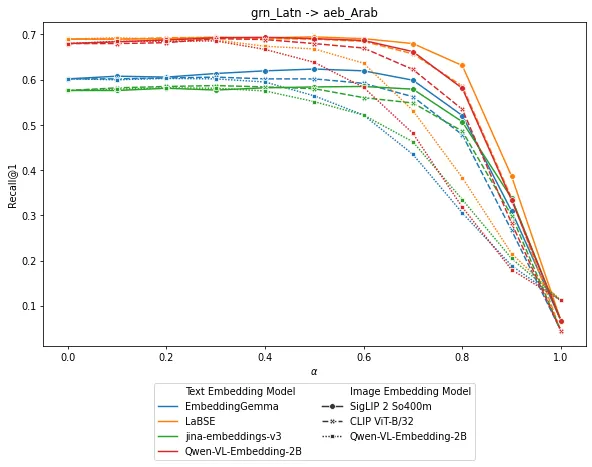 grn_Latn -> aeb_Arab
0.7
0.6
0.5
0.4
0.3
0.2
0.1
Recall@1
0.0 0.2 0.4 0.6 0.8 1.0
α
Text Embedding Model
EmbeddingGemma
LaBSE
jina-embeddings-v3
Qwen-VL-Embedding-2B
Image Embedding Model
SigLIP 2 So400m
CLIP ViT-B/32
Qwen-VL-Embedding-2B